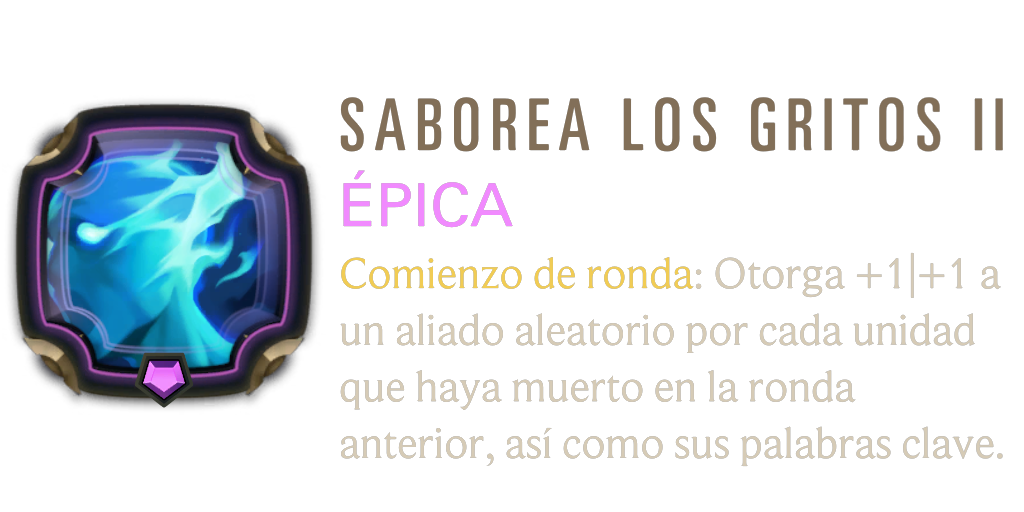 SABOREA LOS GRITOS II
ÉPICA
Comienzo de ronda: Otorga +1|+1 a
un aliado aleatorio por cada unidad
que haya muerto en la ronda
anterior, así como sus palabras clave.